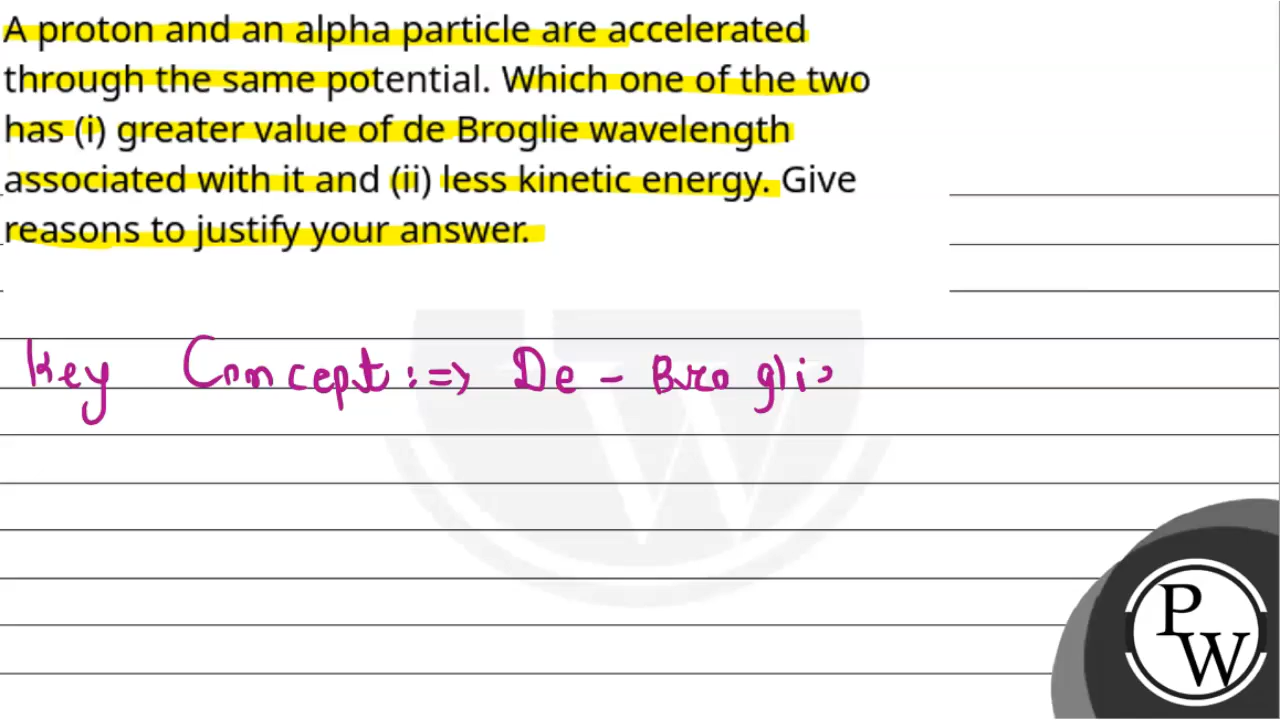 A proton and an alpha particle are accelerated
through the same potential. Which one of the two
has (i) greater value of de Broglie wavelength
associated with it and (ii) less kinetic energy. Give
reasons to justify your answer.
Key Concept :⇒ De - Brogli
PW